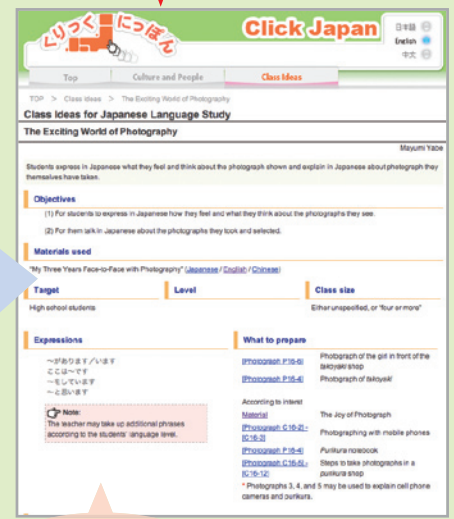 くりっくにっぽん
Click Japan
日本語
English
中文
Top
Culture and People
Class Ideas
TOP > Class Ideas > The Exciting World of Photography
Class Ideas for Japanese Language Study
The Exciting World of Photography
Mayumi Yabe
Students express in Japanese what they feel and think about the photograph shown and explain in Japanese about photograph they
themselves have taken.
Objectives
(1) For students to express in Japanese how they feel and what they think about the photographs they see.
(2) For them talk in Japanese about the photographs they took and selected.
Materials used
"My Three Years Face-to-Face with Photography" (Japanese / English / Chinese)
Target
Level
Class size
High school students
Either unspecified, or "four or more"
Expressions
～があります／います
ここは～です
～をしています
～と思います
Note:
The teacher may take up additional phrases
according to the students' language level.
What to prepare
[Photograph P16-6]
Photograph of the girl in front of the
takoyaki shop
[Photograph P16-4]
Photograph of takoyaki
According to interest
Material
The Joy of Photograph
[Photograph C16-2]-
[C16-3]
Photographing with mobile phones
[Photograph P16-4]
Purikura notebook
[Photograph C16-5]-
[C16-12]
Steps to take photographs in a
purikura shop
* Photographs 3, 4, and 5 may be used to explain cell phone
cameras and purikura.